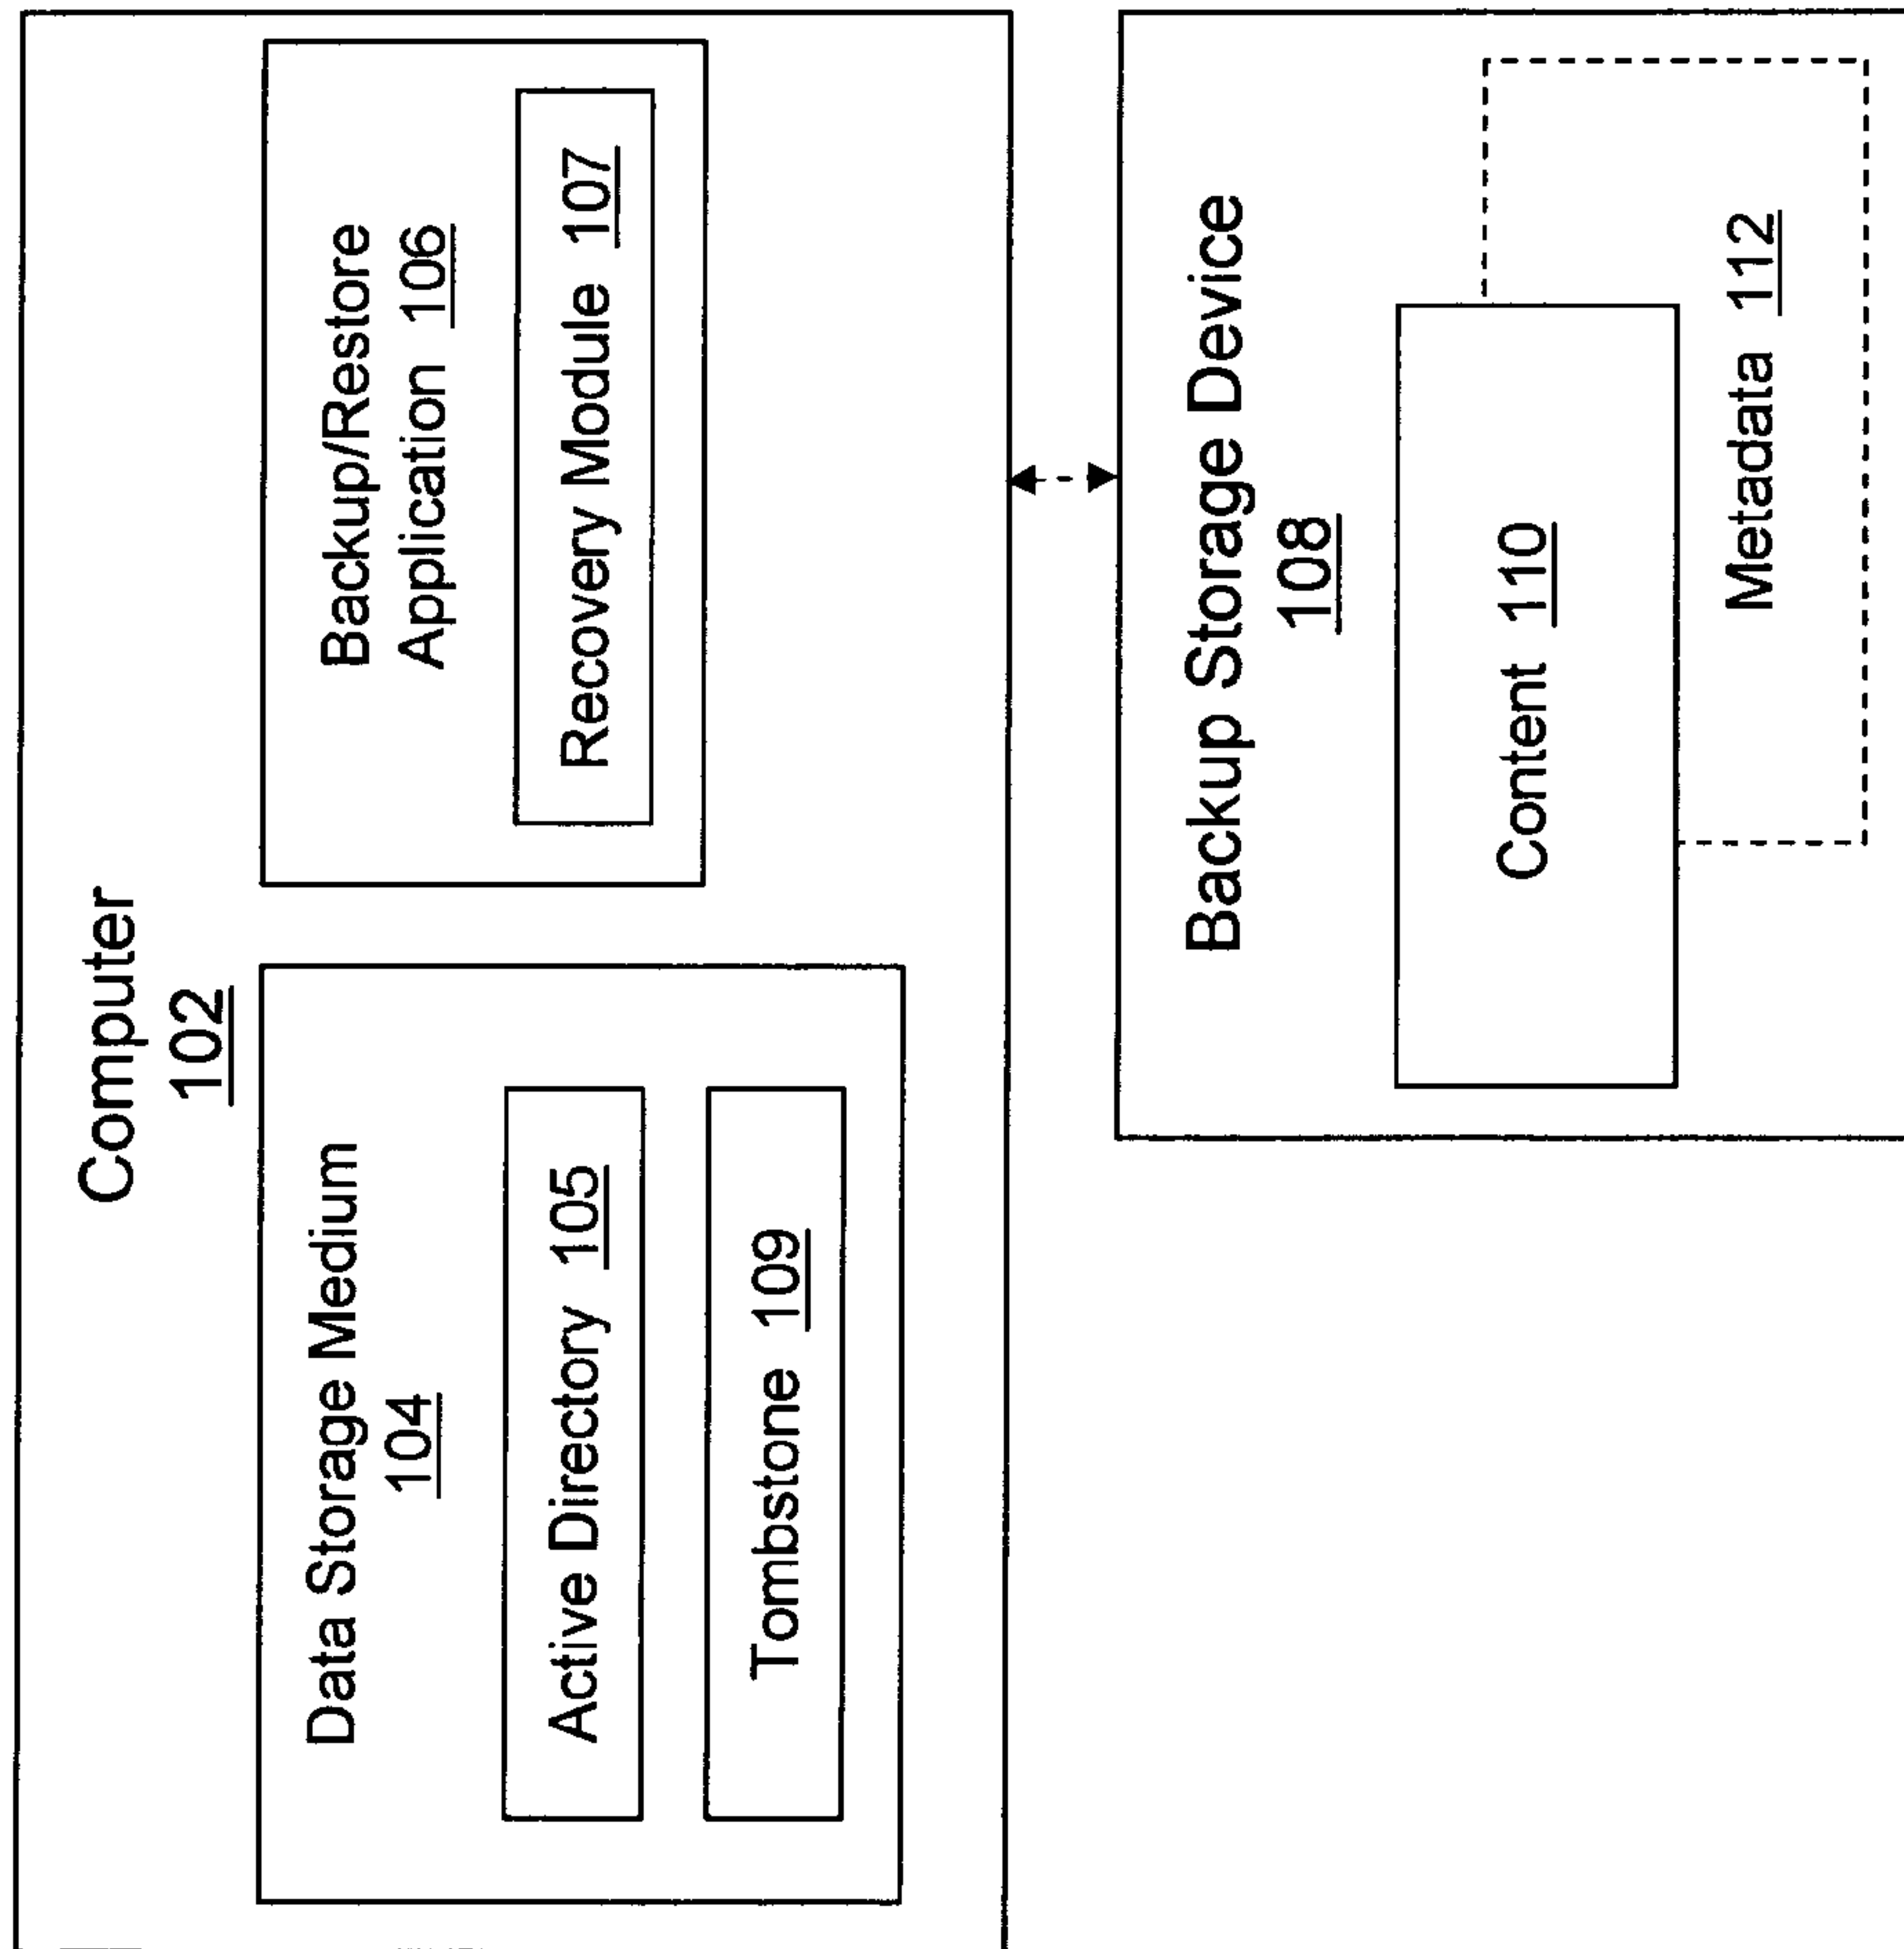 Computer
102
Data Storage Medium
104
Active Directory 105
Tombstone 109
Backup/Restore
Application 106
Recovery Module 107
Backup Storage Device
108
Content 110
Metadata 112